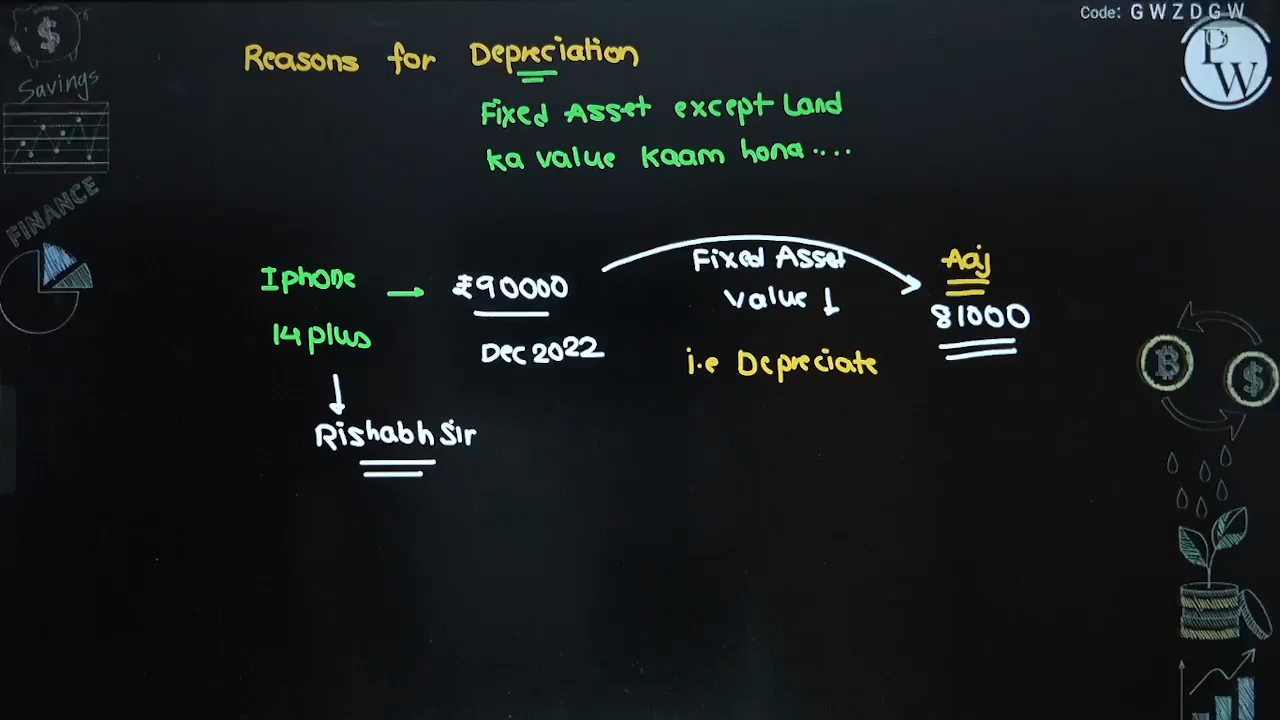 Code: G W Z D G W
PW
Savings
FINANCE
Reasons for Depreciation
Fixed Asset except Land
ka value kaam hona....
Iphone → ₹90000
14 plus
Dec 2022
Rishabh Sir
Fixed Asset
value ↓
i.e Depreciate
Aaj
81000